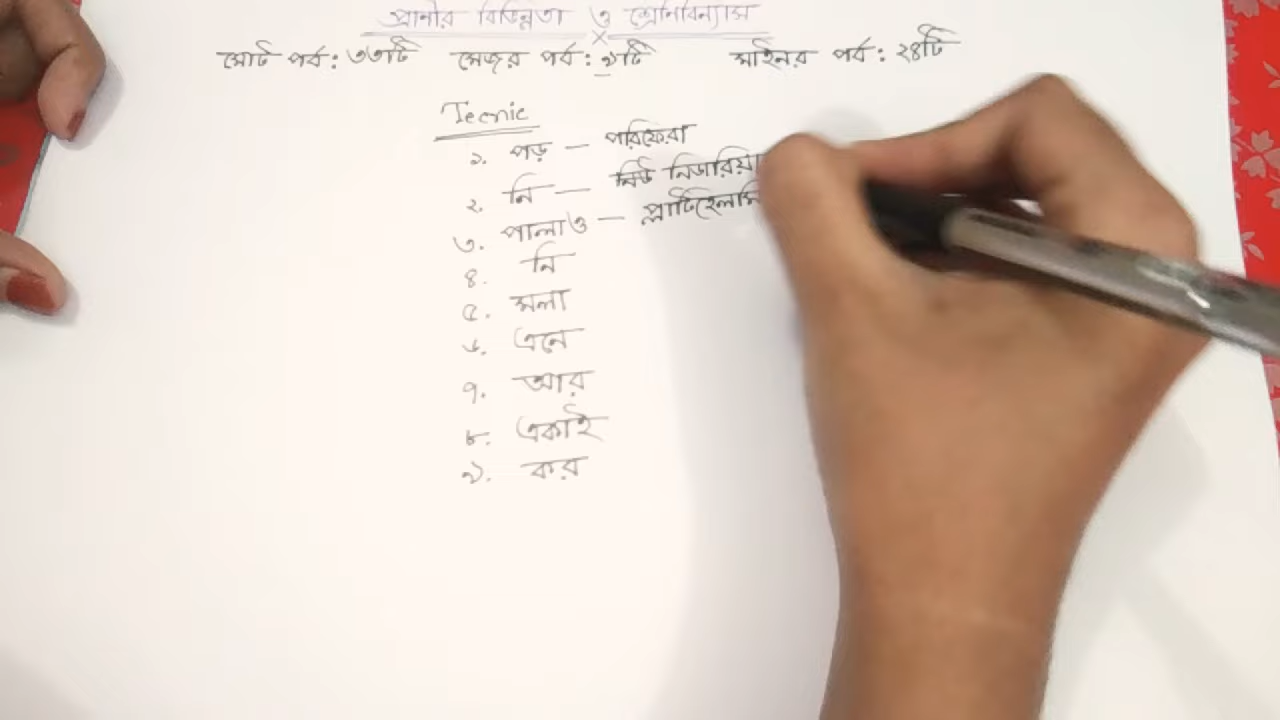 প্রাণীর বিভিন্নতা ও শ্রেণিবিন্যাস
মোট পর্ব: ৩৩টি মেজর পর্ব: ৯টি মাইনর পর্ব: ২৪টি
Tecnic
১. পড় — পরিফেরা
২. নি — নিডারিয়া
৩. পালাও —
৪. নি
৫. মলা
৬. এনে
৭. আর
৮. একাই
৯. কর